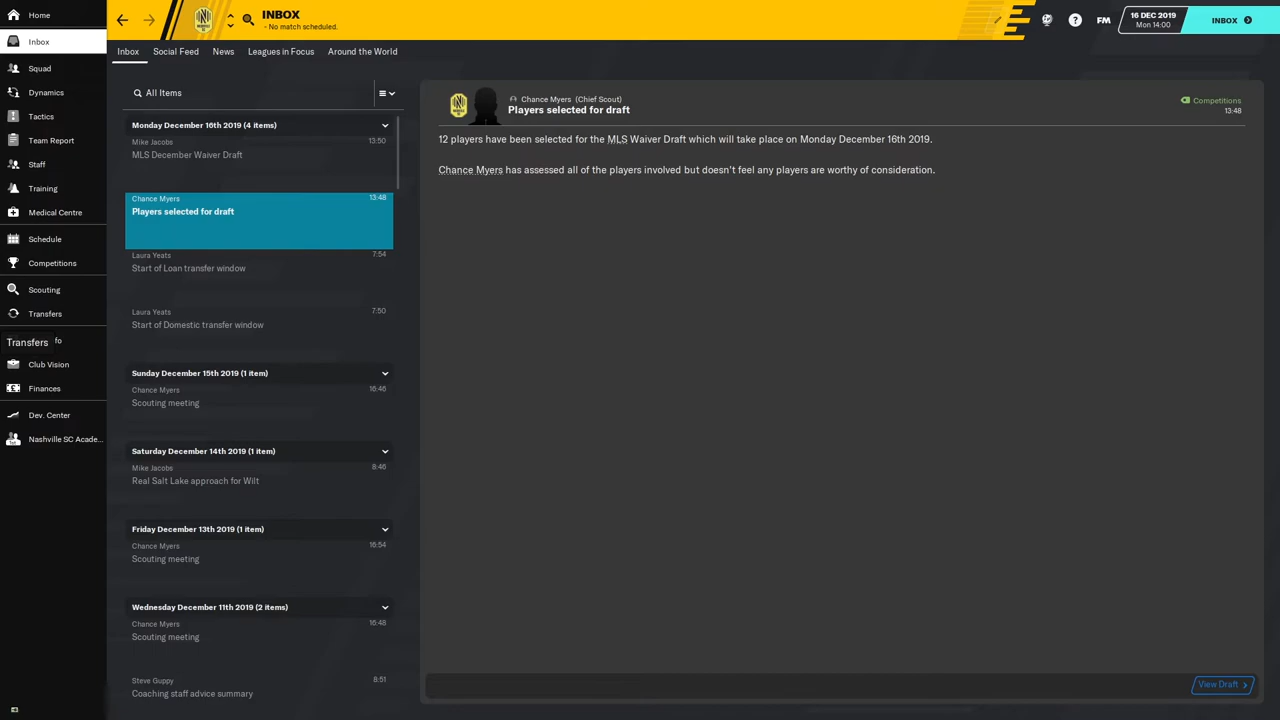 Home
Inbox
Squad
Dynamics
Tactics
Team Report
Staff
Training
Medical Centre
Schedule
Competitions
Scouting
Transfers
Transfers
fo
Club Vision
Finances
Dev. Center
Nashville SC Acade...
INBOX
- No match scheduled.
FM
16 DEC 2019
Mon 14:00
INBOX
Inbox
Social Feed
News
Leagues in Focus
Around the World
All Items
Monday December 16th 2019 (4 items)
Mike Jacobs 13:50
MLS December Waiver Draft
Chance Myers 13:48
Players selected for draft
Laura Yeats 7:54
Start of Loan transfer window
Laura Yeats 7:50
Start of Domestic transfer window
Sunday December 15th 2019 (1 item)
Chance Myers 16:46
Scouting meeting
Saturday December 14th 2019 (1 item)
Mike Jacobs 8:46
Real Salt Lake approach for Wilt
Friday December 13th 2019 (1 item)
Chance Myers 16:54
Scouting meeting
Wednesday December 11th 2019 (2 items)
Chance Myers 16:48
Scouting meeting
Steve Guppy 8:51
Coaching staff advice summary
Chance Myers (Chief Scout)
Players selected for draft
Competitions
13:48
12 players have been selected for the MLS Waiver Draft which will take place on Monday December 16th 2019.
Chance Myers has assessed all of the players involved but doesn't feel any players are worthy of consideration.
View Draft